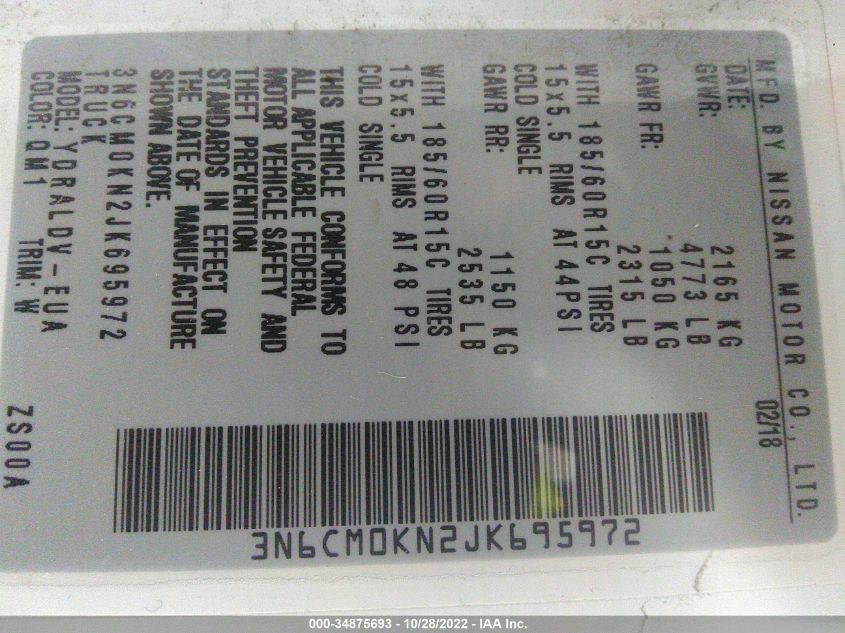 MFD. BY NISSAN MOTOR CO., LTD.
DATE: 02/18
GVWR: 2165 KG
4773 LB
GAWR FR: 1050 KG
2315 LB
WITH 185/60R15C TIRES
15x5.5 RIMS AT 44PSI
COLD SINGLE
GAWR RR: 1150 KG
2535 LB
WITH 185/60R15C TIRES
15x5.5 RIMS AT 48 PSI
COLD SINGLE
THIS VEHICLE CONFORMS TO
ALL APPLICABLE FEDERAL
MOTOR VEHICLE SAFETY AND
THEFT PREVENTION
STANDARDS IN EFFECT ON
THE DATE OF MANUFACTURE
SHOWN ABOVE.
3N6CM0KN2JK695972
TRUCK
MODEL: YDRALDV-EUA
COLOR: QM1 TRIM: W
ZS00A
3N6CM0KN2JK695972
000-34875693 - 10/28/2022 - IAA Inc.